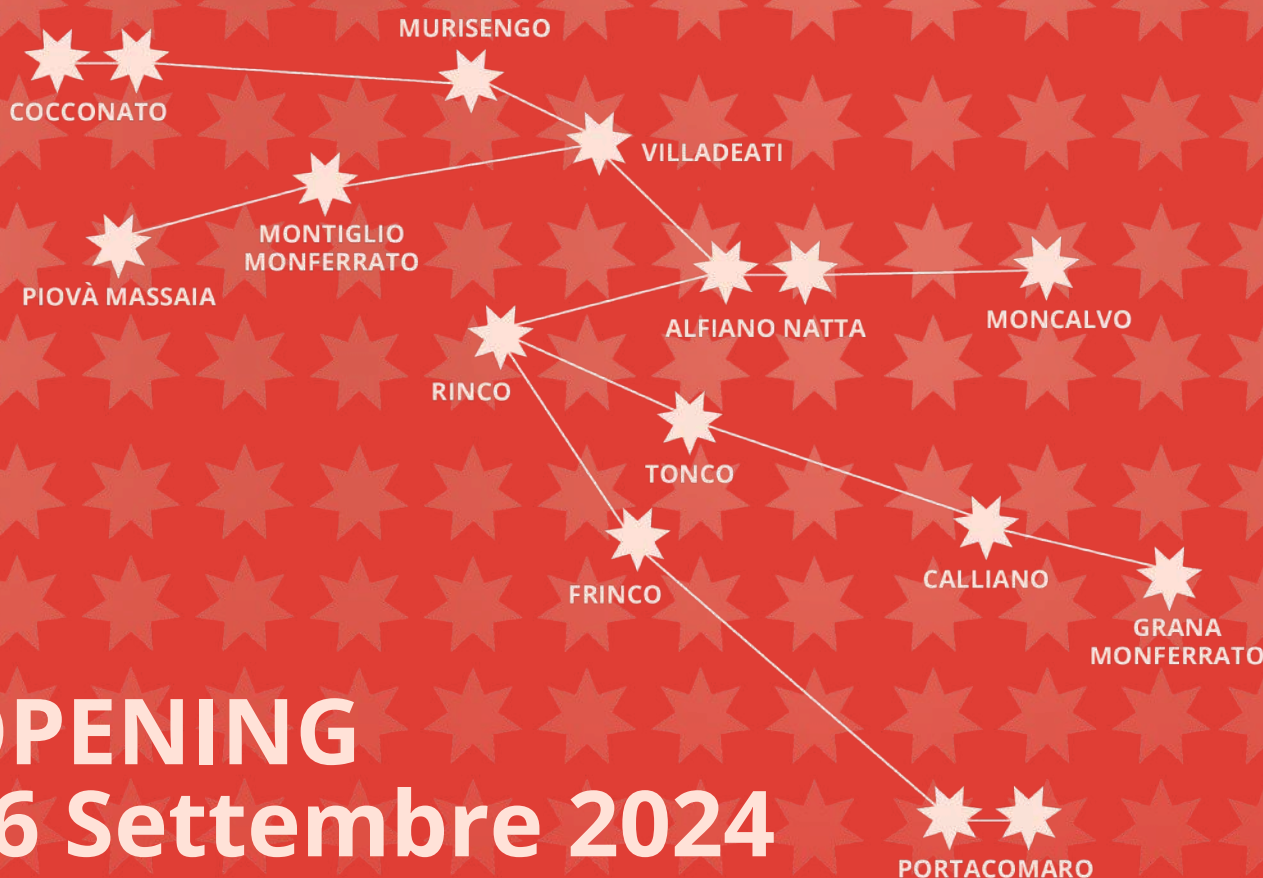 MURISENGO
COCCONATO
VILLADEATI
MONTIGLIO
MONFERRATO
PIOVÀ MASSAIA
ALFIANO NATTA
MONCALVO
RINCO
TONCO
CALLIANO
FRINCO
GRANA
MONFERRATO
OPENING
6 Settembre 2024
PORTACOMARO